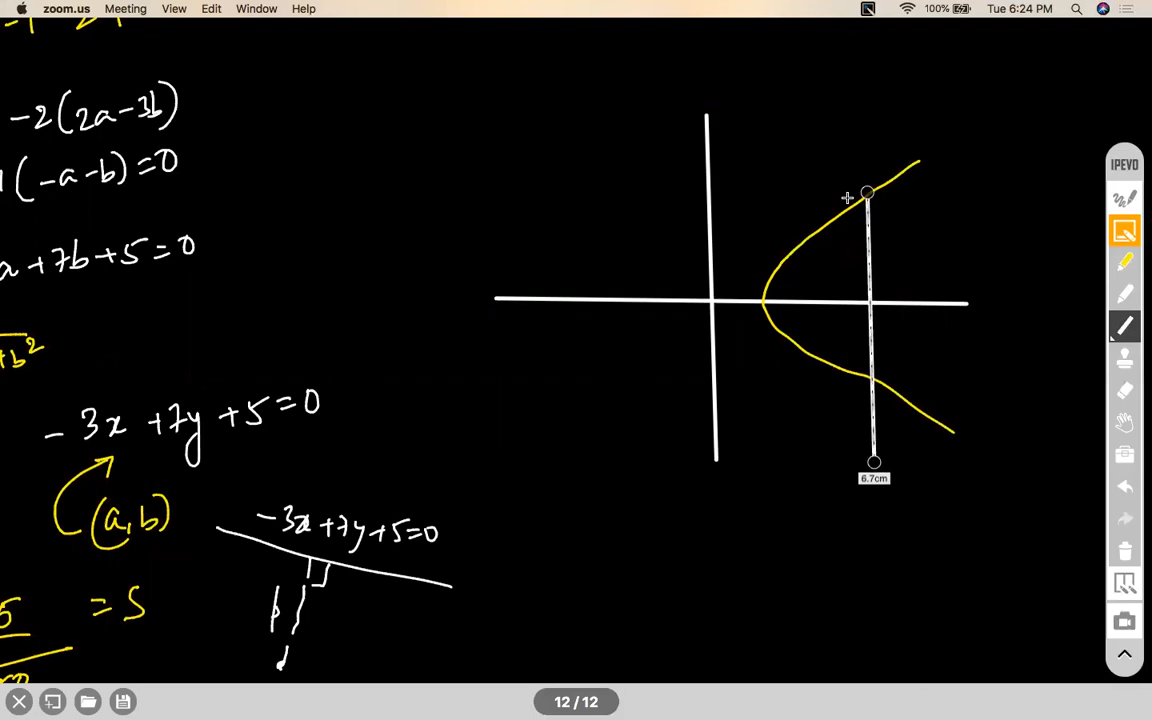 zoom.us Meeting View Edit Window Help 100% Tue 6:24 PM
-2(2a-3b)
(-a-b)=0
IPEVO
a+7b+5=0
+b²
-3x+7y+5=0
6.7cm
(a,b)
-3x+7y+5=0
5 = S
12 / 12